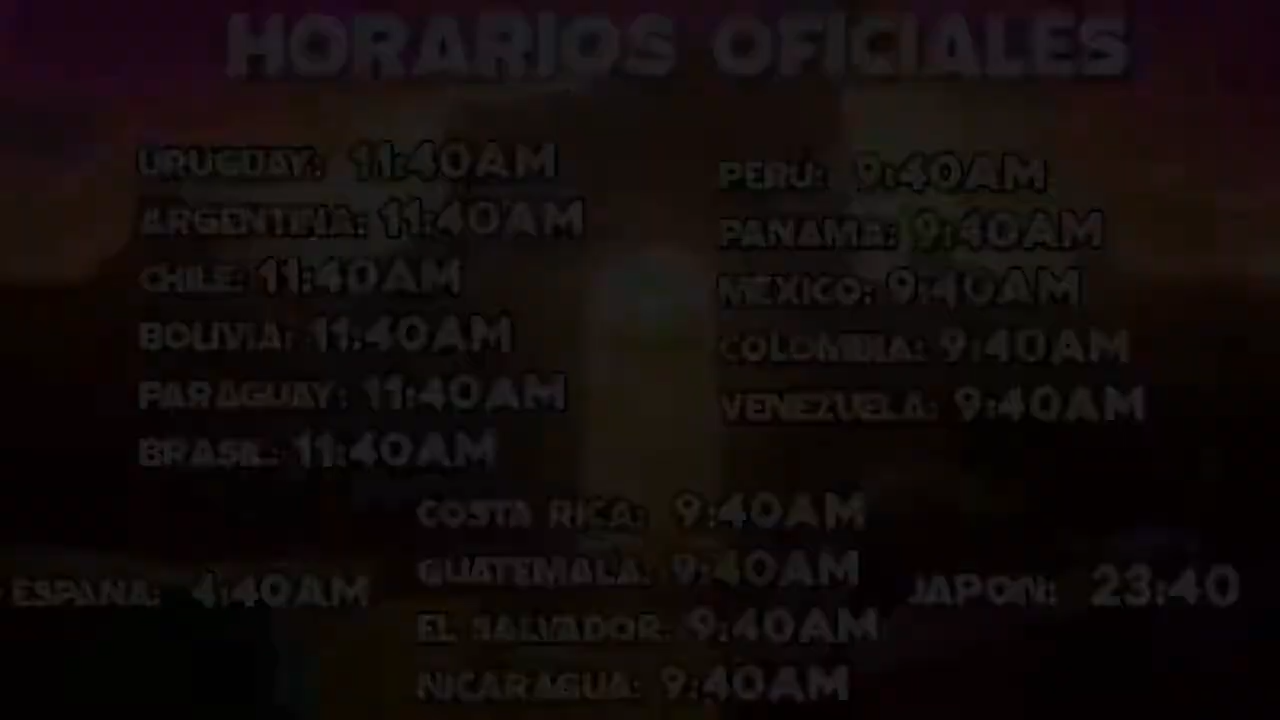 HORARIOS OFICIALES
URUGUAY: 11:40AM
ARGENTINA: 11:40AM
CHILE: 11:40AM
BOLIVIA: 11:40AM
PARAGUAY: 11:40AM
BRASIL: 11:40AM
PERÚ: 9:40AM
PANAMA: 9:40AM
MEXICO: 9:40AM
COLOMBIA: 9:40AM
VENEZUELA: 9:40AM
COSTA RICA: 9:40AM
GUATEMALA: 9:40AM
EL SALVADOR: 9:40AM
NICARAGUA: 9:40AM
ESPAÑA: 4:40AM
JAPON: 23:40